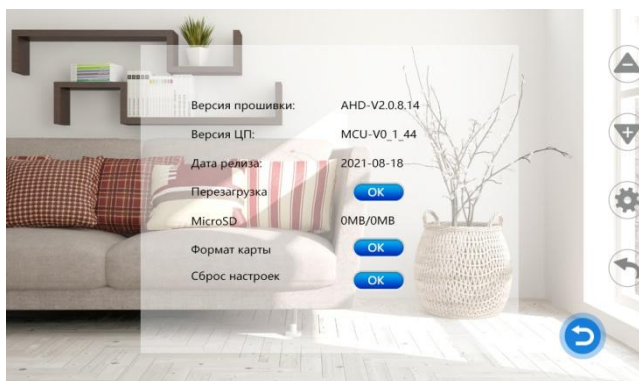 Версия прошивки: AHD-V2.0.8.14
Версия ЦП: MCU-V0_1_44
Дата релиза: 2021-08-18
Перезагрузка OK
MicroSD 0MB/0MB
Формат карты OK
Сброс настроек OK